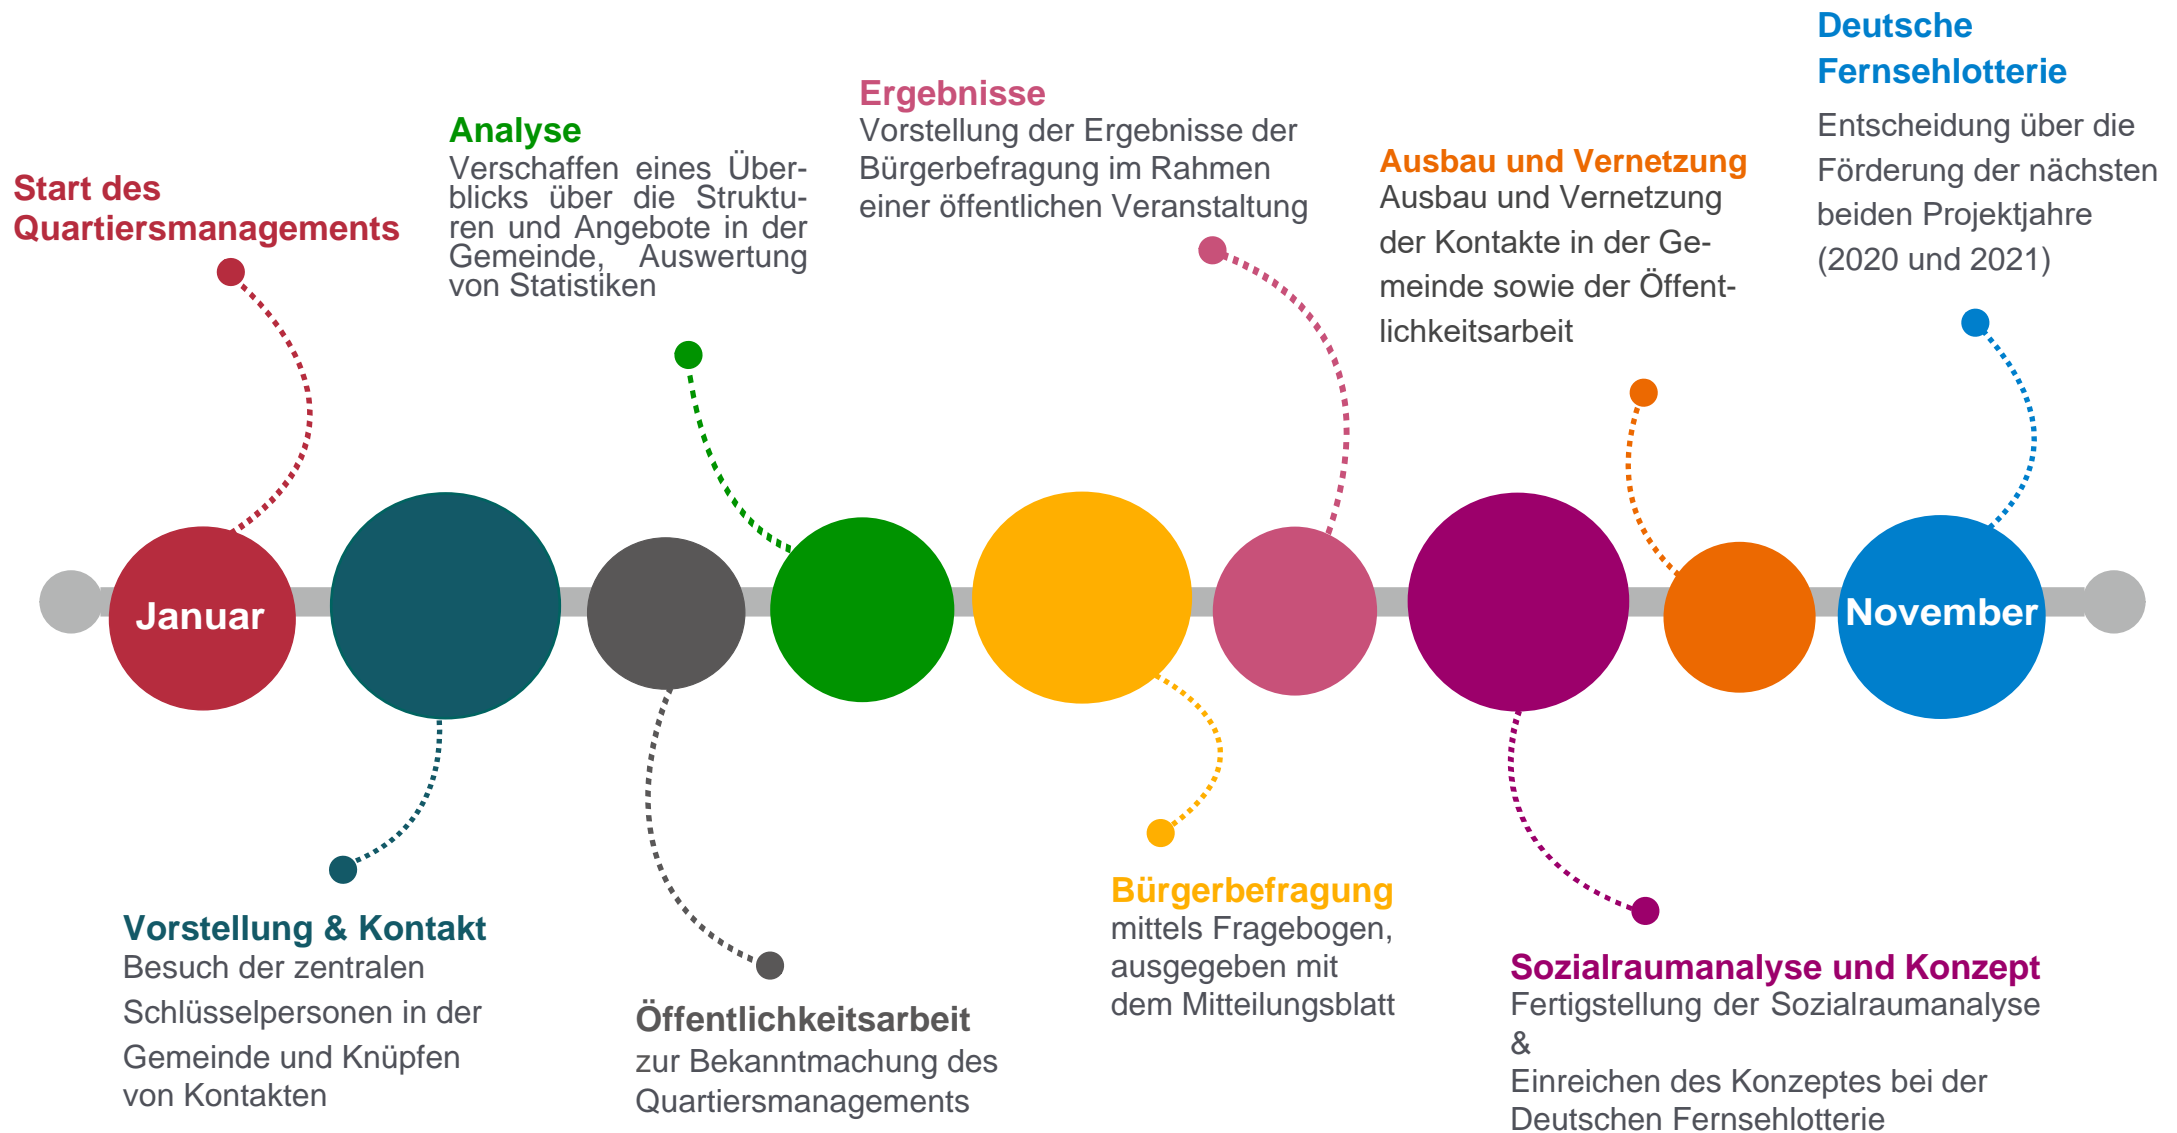 Start des
Quartiersmanagements
Analyse
Verschaffen eines Über-
blicks über die Struktu-
ren und Angebote in der
Gemeinde, Auswertung
von Statistiken
Ergebnisse
Vorstellung der Ergebnisse der
Bürgerbefragung im Rahmen
einer öffentlichen Veranstaltung
Ausbau und Vernetzung
Ausbau und Vernetzung
der Kontakte in der Ge-
meinde sowie der Öffent-
lichkeitsarbeit
Deutsche
Fernsehlotterie
Entscheidung über die
Förderung der nächsten
beiden Projektjahre
(2020 und 2021)
Januar
November
Vorstellung & Kontakt
Besuch der zentralen
Schlüsselpersonen in der
Gemeinde und Knüpfen
von Kontakten
Öffentlichkeitsarbeit
zur Bekanntmachung des
Quartiersmanagements
Bürgerbefragung
mittels Fragebogen,
ausgegeben mit
dem Mitteilungsblatt
Sozialraumanalyse und Konzept
Fertigstellung der Sozialraumanalyse
&
Einreichen des Konzeptes bei der
Deutschen Fernsehlotterie